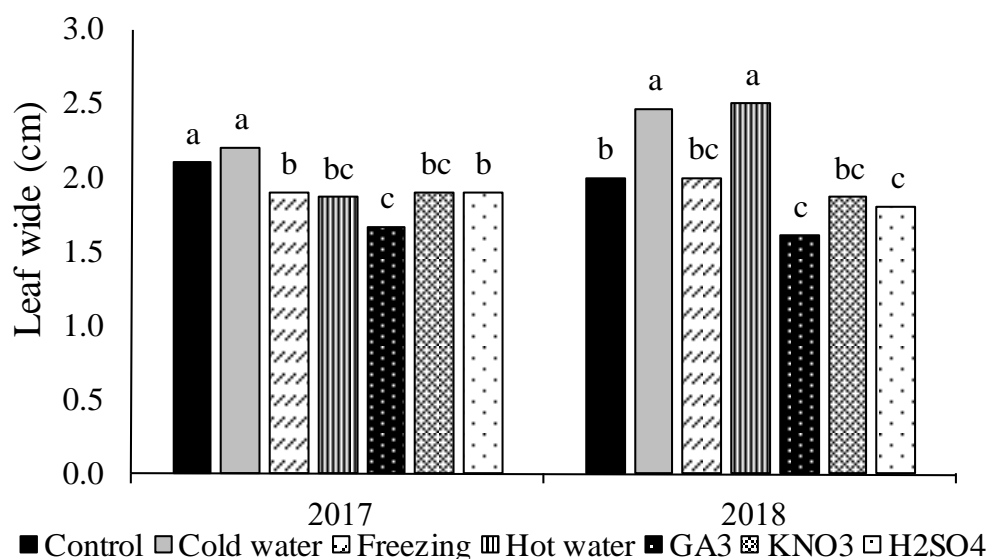 3.0
2.5
2.0
1.5
1.0
0.5
0.0
Leaf wide (cm)
a a b bc c bc b
b a bc a c bc c
2017 2018
Control Cold water Freezing Hot water GA3 KNO3 H2SO4